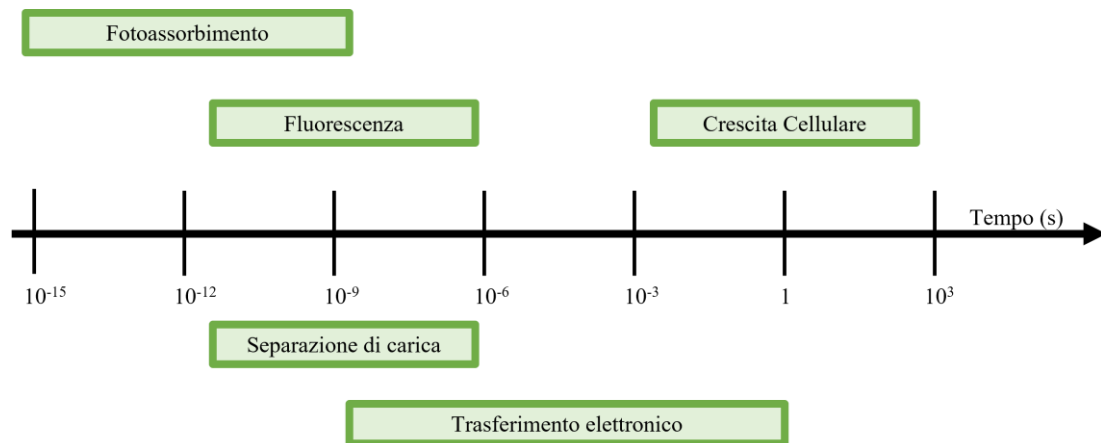 Fotoassorbimento
Fluorescenza
Crescita Cellulare
Tempo (s)
10⁻¹⁵
10⁻¹²
10⁻⁹
10⁻⁶
10⁻³
1
10³
Separazione di carica
Trasferimento elettronico